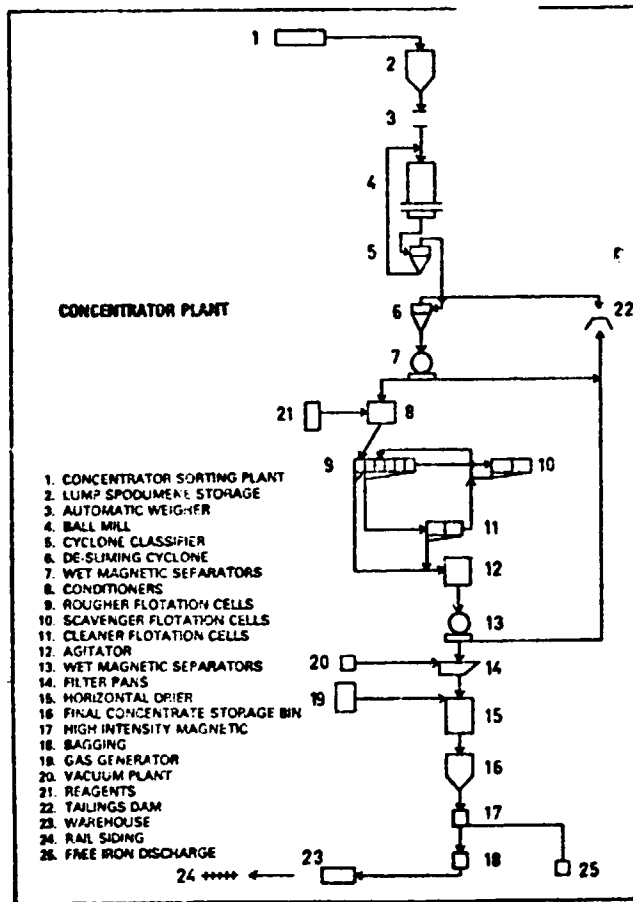 1
2
3
4
5
CONCENTRATOR PLANT
6
22
7
21
8
9
10
11
12
13
20
14
19
15
16
17
18
25
24
23
1. CONCENTRATOR SORTING PLANT
2. LUMP SPODUMENE STORAGE
3. AUTOMATIC WEIGHER
4. BALL MILL
5. CYCLONE CLASSIFIER
6. DE-SLIMING CYCLONE
7. WET MAGNETIC SEPARATORS
8. CONDITIONERS
9. ROUGHER FLOTATION CELLS
10. SCAVENGER FLOTATION CELLS
11. CLEANER FLOTATION CELLS
12. AGITATOR
13. WET MAGNETIC SEPARATORS
14. FILTER PANS
15. HORIZONTAL DRIER
16. FINAL CONCENTRATE STORAGE BIN
17. HIGH INTENSITY MAGNETIC
18. BAGGING
19. GAS GENERATOR
20. VACUUM PLANT
21. REAGENTS
22. TAILINGS DAM
23. WAREHOUSE
24. RAIL SIDING
25. FREE IRON DISCHARGE